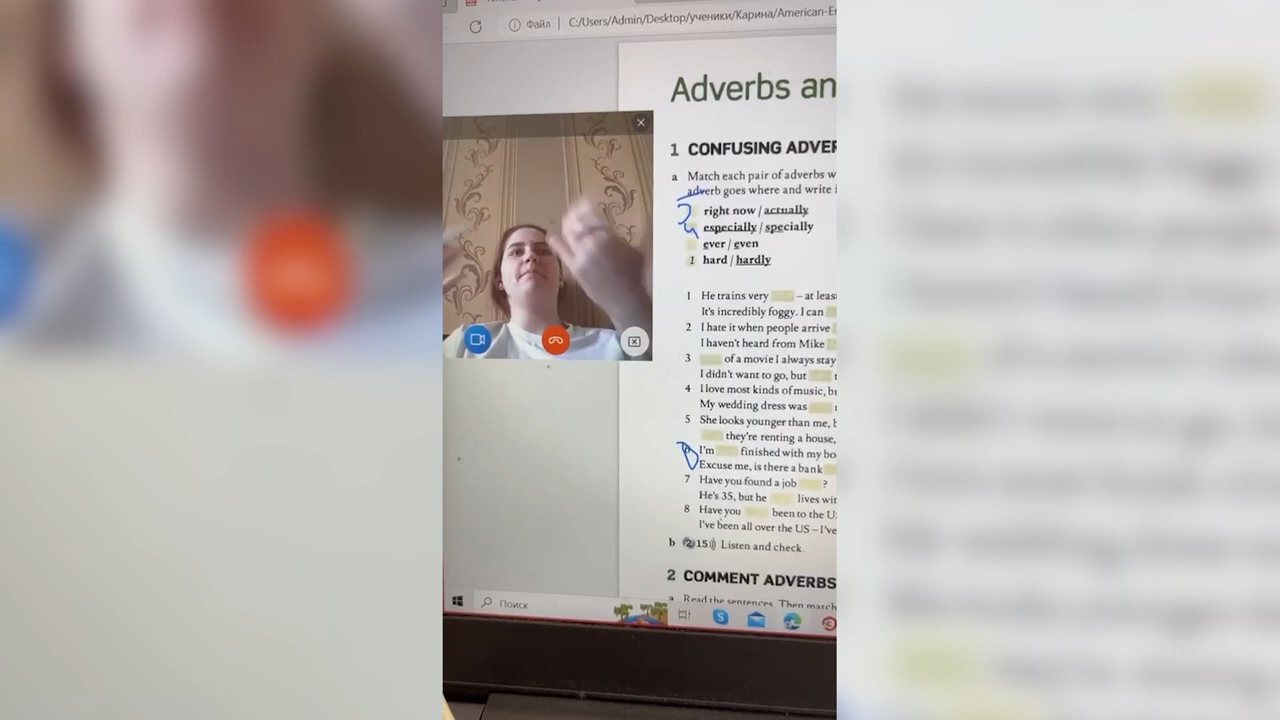 Файл | C:/Users/Admin/Desktop/ученики/Карина/American-En
Adverbs an
1 CONFUSING ADVER
a Match each pair of adverbs w
adverb goes where and write i
right now / actually
especially / specially
ever / even
1 hard / hardly
1 He trains very – at leas
It's incredibly foggy. I can
2 I hate it when people arrive
I haven't heard from Mike
3 of a movie I always stay
I didn't want to go, but
4 I love most kinds of music, bu
My wedding dress was
5 She looks younger than me, b
they're renting a house,
I'm finished with my bo
Excuse me, is there a bank
7 Have you found a job ?
He's 35, but he lives wit
8 Have you been to the U
I've been all over the US – I've
b 2 15 Listen and check.
2 COMMENT ADVERBS
a Read the sentences. Then match
Поиск